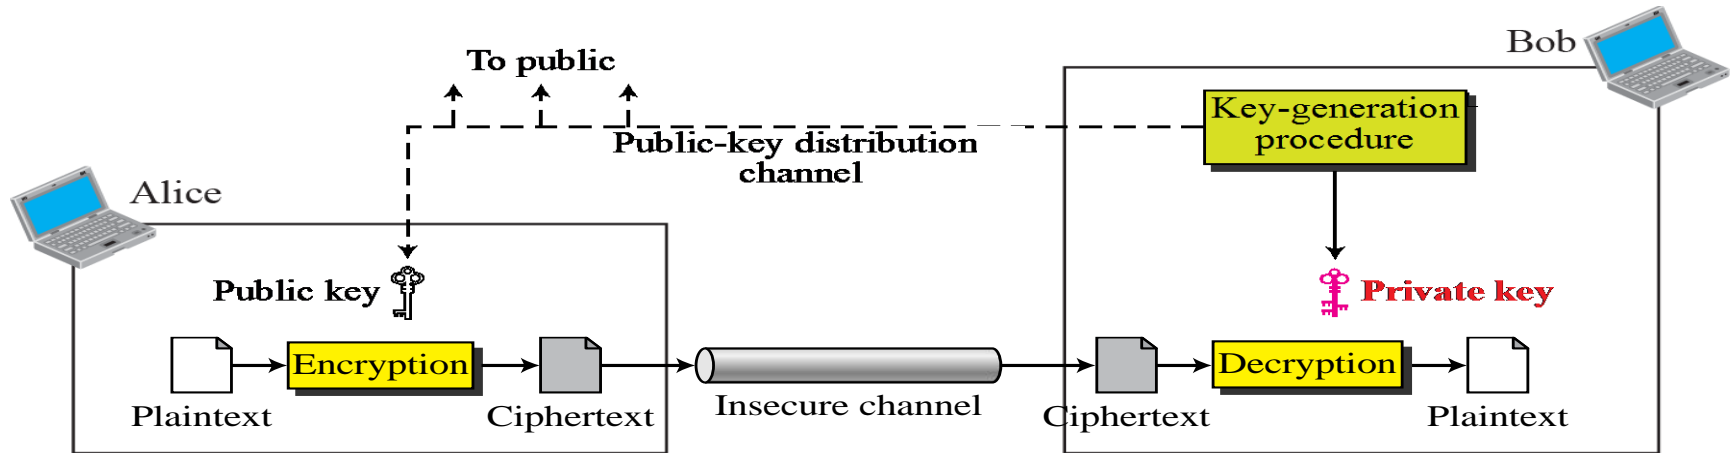 Bob
To public
Key-generation
procedure
Public-key distribution
channel
Alice
Public key
Private key
Encryption
Decryption
Plaintext
Ciphertext
Insecure channel
Ciphertext
Plaintext